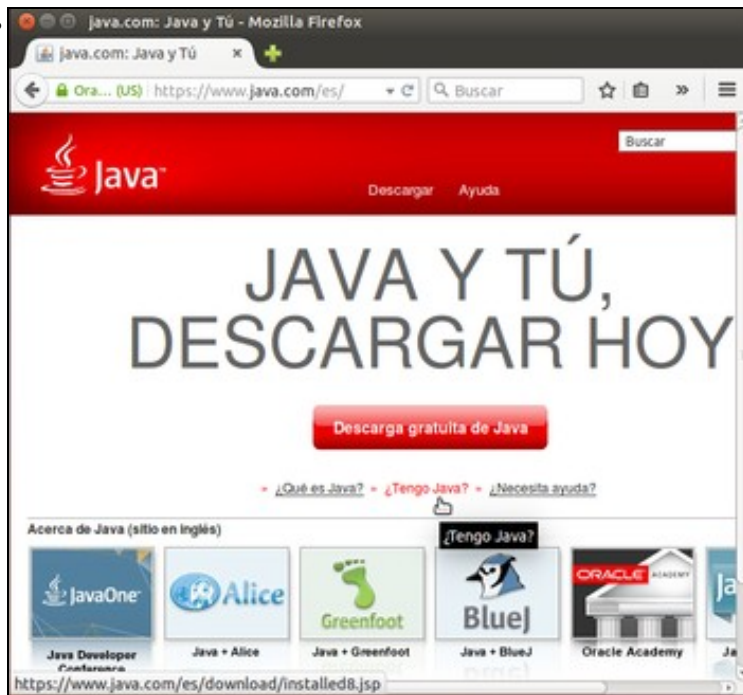 java.com: Java y Tú - Mozilla Firefox
java.com: Java y Tú
Ora... (US) https://www.java.com/es/ Buscar
Buscar
Java
Descargar Ayuda
JAVA Y TÚ,
DESCARGAR HOY
Descarga gratuita de Java
» ¿Qué es Java? » ¿Tengo Java? » ¿Necesita ayuda?
¿Tengo Java?
Acerca de Java (sitio en inglés)
JavaOne Alice Greenfoot BlueJ ORACLE ACADEMY Ja
Java Developer Java + Alice Java + Greenfoot Java + BlueJ Oracle Academy Ja
Conference
https://www.java.com/es/download/installed8.jsp